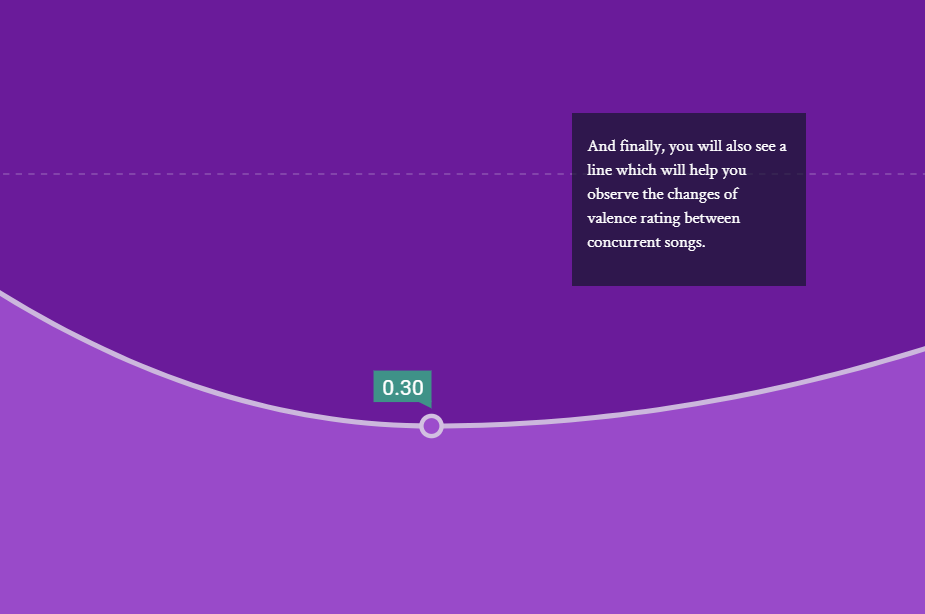 And finally, you will also see a
line which will help you
observe the changes of
valence rating between
concurrent songs.
0.30